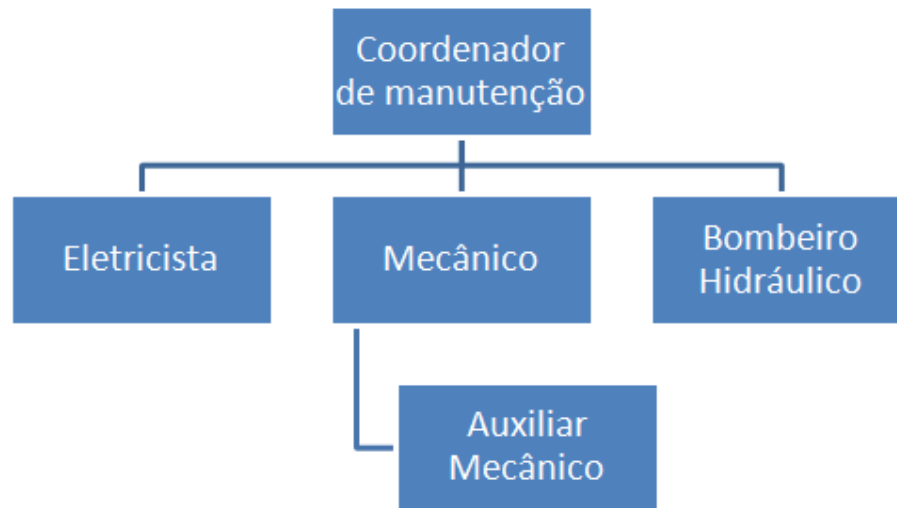 Coordenador
de manutenção
Eletricista
Mecânico
Bombeiro
Hidráulico
Auxiliar
Mecânico